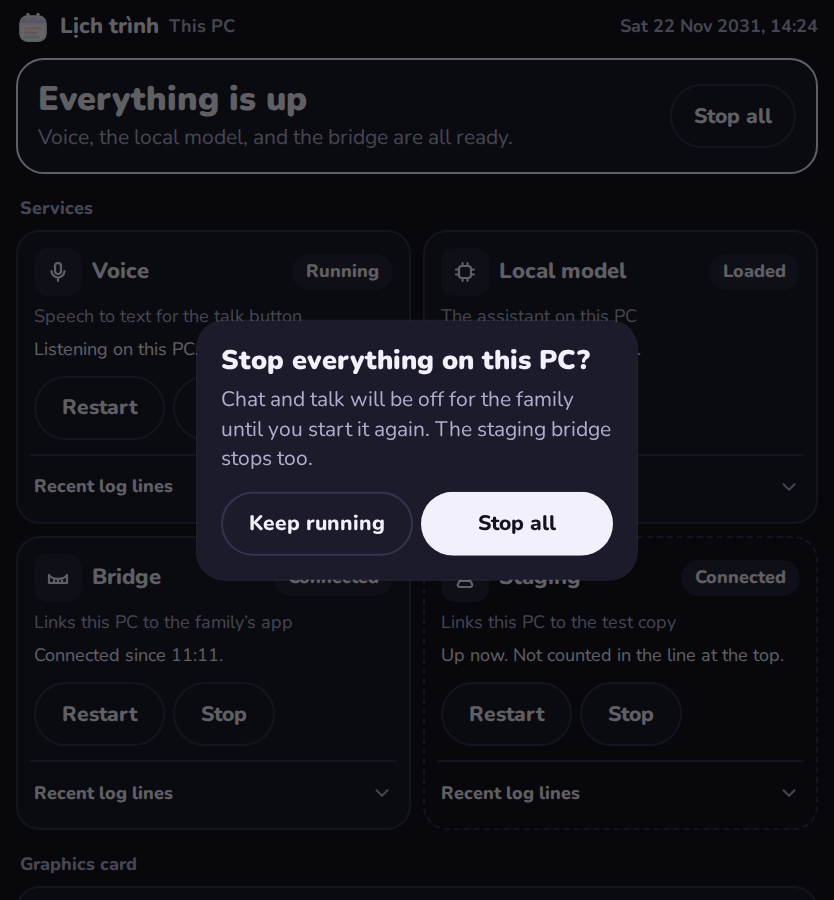 Lịch trình This PC
Sat 22 Nov 2031, 14:24
Everything is up
Voice, the local model, and the bridge are all ready.
Stop all
Services
Voice
Running
Speech to text for the talk button
Listening on this PC.
Restart
Recent log lines
Local model
Loaded
The assistant on this PC
Stop everything on this PC?
Chat and talk will be off for the family
until you start it again. The staging bridge
stops too.
Keep running
Stop all
Bridge
Connected
Links this PC to the family's app
Connected since 11:11.
Restart
Stop
Recent log lines
Staging
Connected
Links this PC to the test copy
Up now. Not counted in the line at the top.
Restart
Stop
Recent log lines
Graphics card